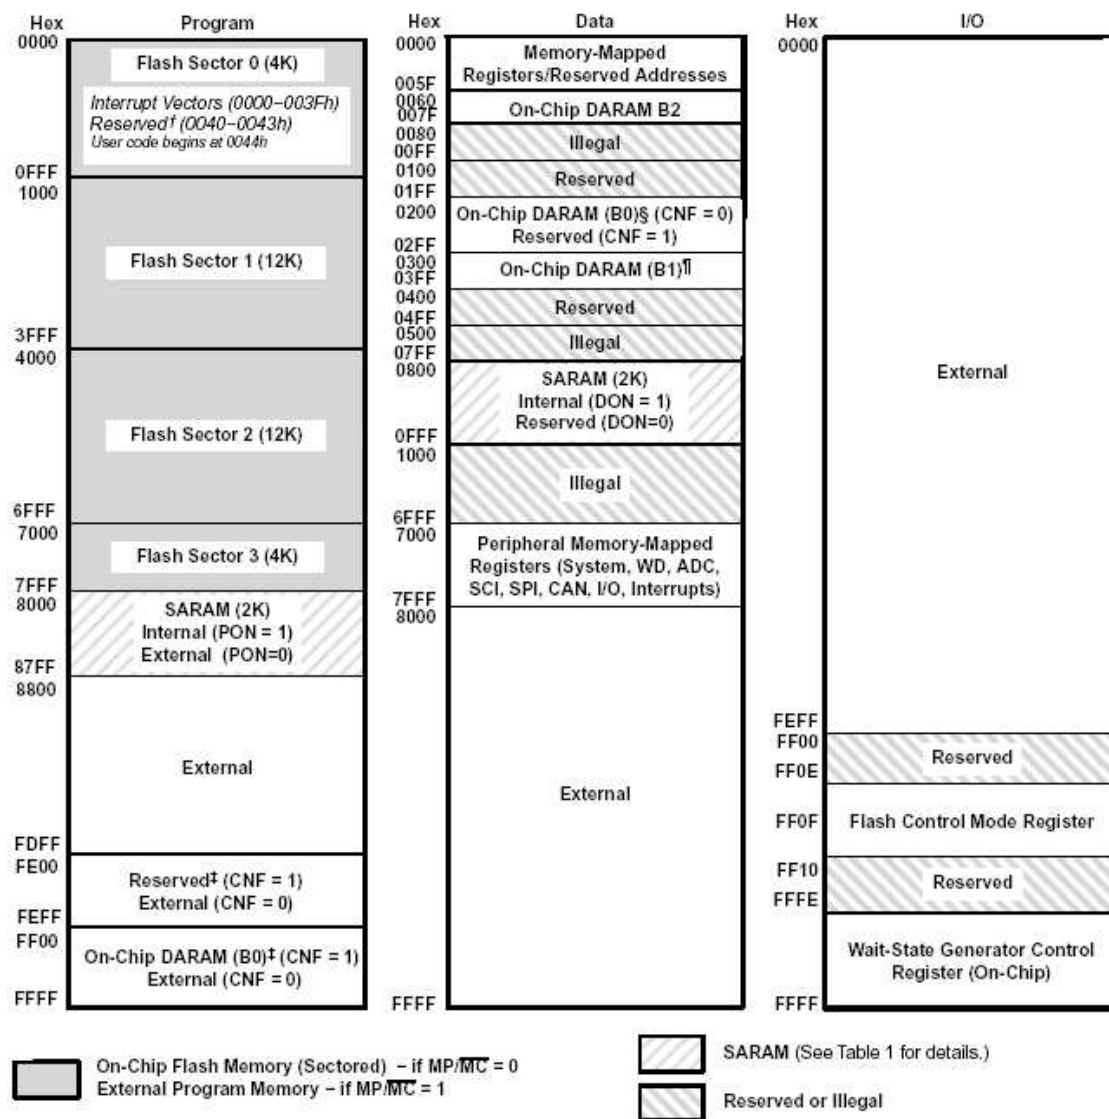 Hex Program
0000
Flash Sector 0 (4K)
Interrupt Vectors (0000–003Fh)
Reserved† (0040–0043h)
User code begins at 0044h
0FFF
1000
Flash Sector 1 (12K)
3FFF
4000
Flash Sector 2 (12K)
6FFF
7000
Flash Sector 3 (4K)
7FFF
8000
SARAM (2K)
Internal (PON = 1)
External (PON=0)
87FF
8800
External
FDFF
FE00
Reserved‡ (CNF = 1)
External (CNF = 0)
FEFF
FF00
On-Chip DARAM (B0)‡ (CNF = 1)
External (CNF = 0)
FFFF
Hex Data
0000
Memory-Mapped
Registers/Reserved Addresses
005F
0060
On-Chip DARAM B2
007F
0080
Illegal
00FF
0100
Reserved
01FF
0200
On-Chip DARAM (B0)§ (CNF = 0)
Reserved (CNF = 1)
02FF
0300
On-Chip DARAM (B1)¶
03FF
0400
Reserved
04FF
0500
Illegal
07FF
0800
SARAM (2K)
Internal (DON = 1)
Reserved (DON=0)
0FFF
1000
Illegal
6FFF
7000
Peripheral Memory-Mapped
Registers (System, WD, ADC,
SCI, SPI, CAN, I/O, Interrupts)
7FFF
8000
External
FFFF
Hex I/O
0000
External
FEFF
FF00
Reserved
FF0E
FF0F Flash Control Mode Register
FF10
Reserved
FFFE
Wait-State Generator Control
Register (On-Chip)
FFFF
On-Chip Flash Memory (Sectored) – if MP/M̅C̅ = 0
External Program Memory – if MP/M̅C̅ = 1
SARAM (See Table 1 for details.)
Reserved or Illegal